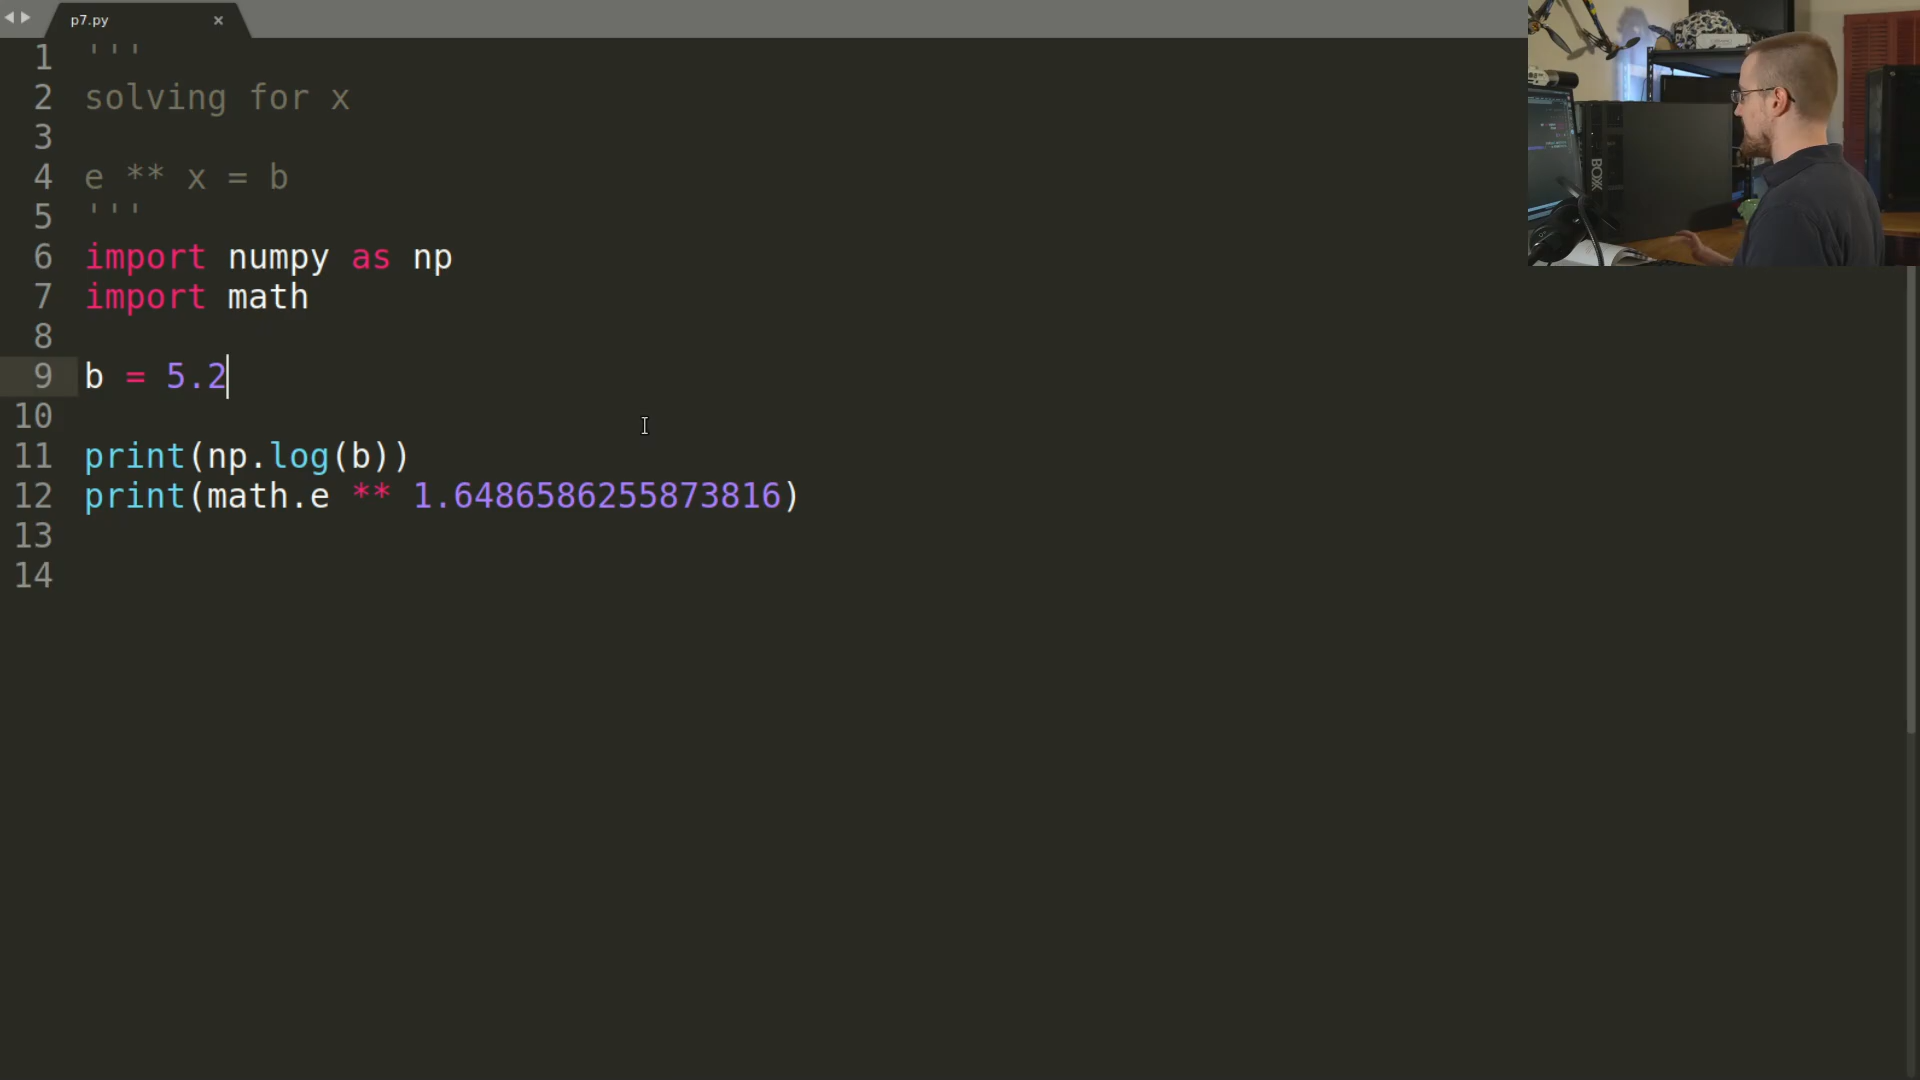 p7.py ×
1 '''
2 solving for x
3
4 e ** x = b
5 '''
6 import numpy as np
7 import math
8
9 b = 5.2
10
11 print(np.log(b))
12 print(math.e ** 1.6486586255873816)
13
14
BOXX